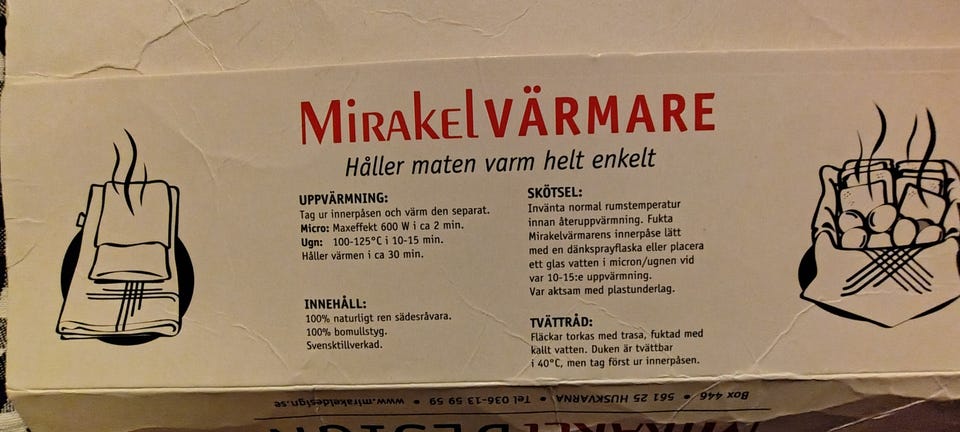 MiRAKEl VÄRMARE
Håller maten varm helt enkelt
UPPVÄRMNING:
Tag ur innerpåsen och värm den separat.
Micro: Maxeffekt 600 W i ca 2 min.
Ugn: 100-125°C i 10-15 min.
Håller värmen i ca 30 min.
INNEHÅLL:
100% naturligt ren sädesråvara.
100% bomullstyg.
Svensktillverkad.
SKÖTSEL:
Invänta normal rumstemperatur
innan återuppvärmning. Fukta
Mirakelvärmarens innerpåse lätt
med en dänksprayflaska eller placera
ett glas vatten i micron/ugnen vid
var 10-15:e uppvärmning.
Var aktsam med plastunderlag.
TVÄTTRÅD:
Fläckar torkas med trasa, fuktad med
kallt vatten. Duken är tvättbar
i 40°C, men tag först ur innerpåsen.
Box 446 • 561 25 HUSKVARNA • Tel 036-13 59 59 • www.mirakeldesign.se
MiRAKEl DESIGN